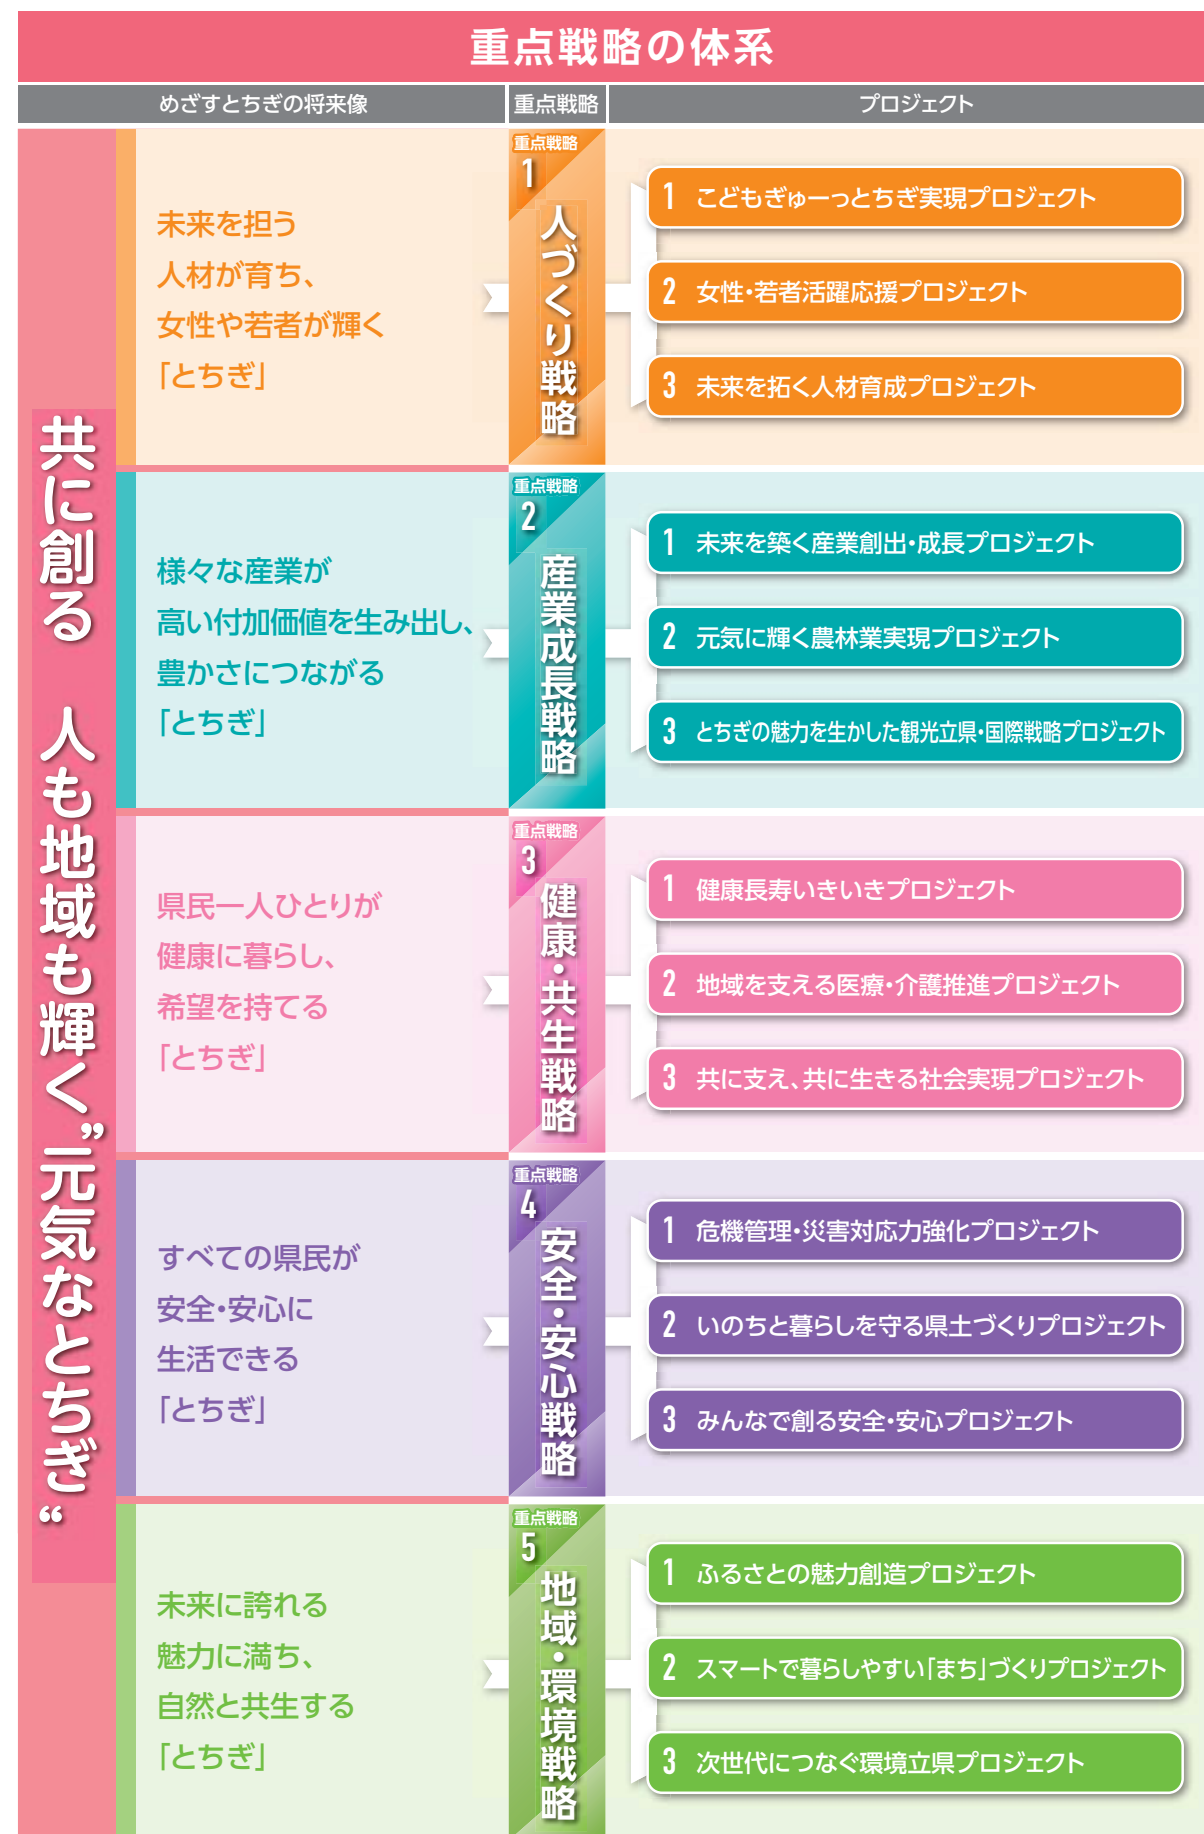 重点戦略の体系
めざすとちぎの将来像
重点戦略
プロジェクト
共に創る 人も地域も輝く”元気なとちぎ“
未来を担う
人材が育ち、
女性や若者が輝く
「とちぎ」
重点戦略
1
人づくり戦略
1 こどもぎゅーっとちぎ実現プロジェクト
2 女性・若者活躍応援プロジェクト
3 未来を拓く人材育成プロジェクト
様々な産業が
高い付加価値を生み出し、
豊かさにつながる
「とちぎ」
重点戦略
2
産業成長戦略
1 未来を築く産業創出・成長プロジェクト
2 元気に輝く農林業実現プロジェクト
3 とちぎの魅力を生かした観光立県・国際戦略プロジェクト
県民一人ひとりが
健康に暮らし、
希望を持てる
「とちぎ」
重点戦略
3
健康・共生戦略
1 健康長寿いきいきプロジェクト
2 地域を支える医療・介護推進プロジェクト
3 共に支え、共に生きる社会実現プロジェクト
すべての県民が
安全・安心に
生活できる
「とちぎ」
重点戦略
4
安全・安心戦略
1 危機管理・災害対応力強化プロジェクト
2 いのちと暮らしを守る県土づくりプロジェクト
3 みんなで創る安全・安心プロジェクト
未来に誇れる
魅力に満ち、
自然と共生する
「とちぎ」
重点戦略
5
地域・環境戦略
1 ふるさとの魅力創造プロジェクト
2 スマートで暮らしやすい「まち」づくりプロジェクト
3 次世代につなぐ環境立県プロジェクト